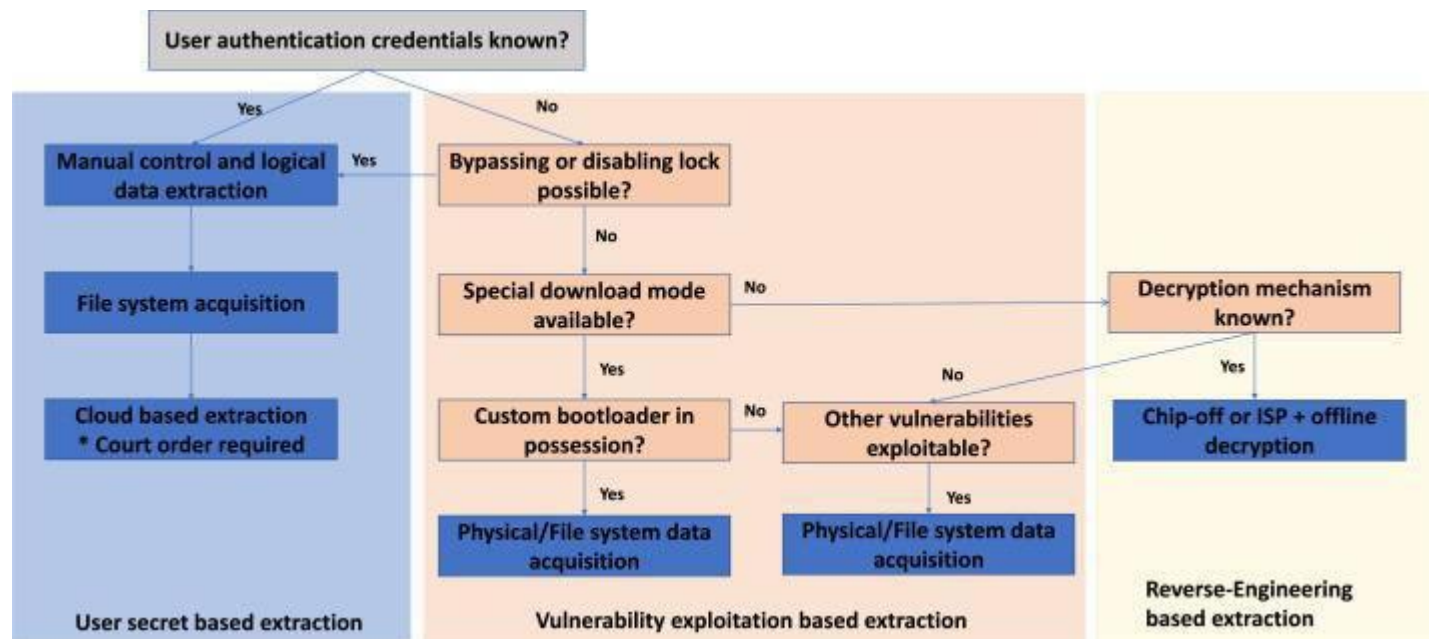 User authentication credentials known?
Yes
No
Manual control and logical
data extraction
Yes
Bypassing or disabling lock
possible?
No
File system acquisition
Special download mode
available?
No
Decryption mechanism
known?
Yes
No
Yes
Cloud based extraction
* Court order required
Custom bootloader in
possession?
No
Other vulnerabilities
exploitable?
Chip-off or ISP + offline
decryption
Yes
Yes
Physical/File system data
acquisition
Physical/File system data
acquisition
User secret based extraction
Vulnerability exploitation based extraction
Reverse-Engineering
based extraction